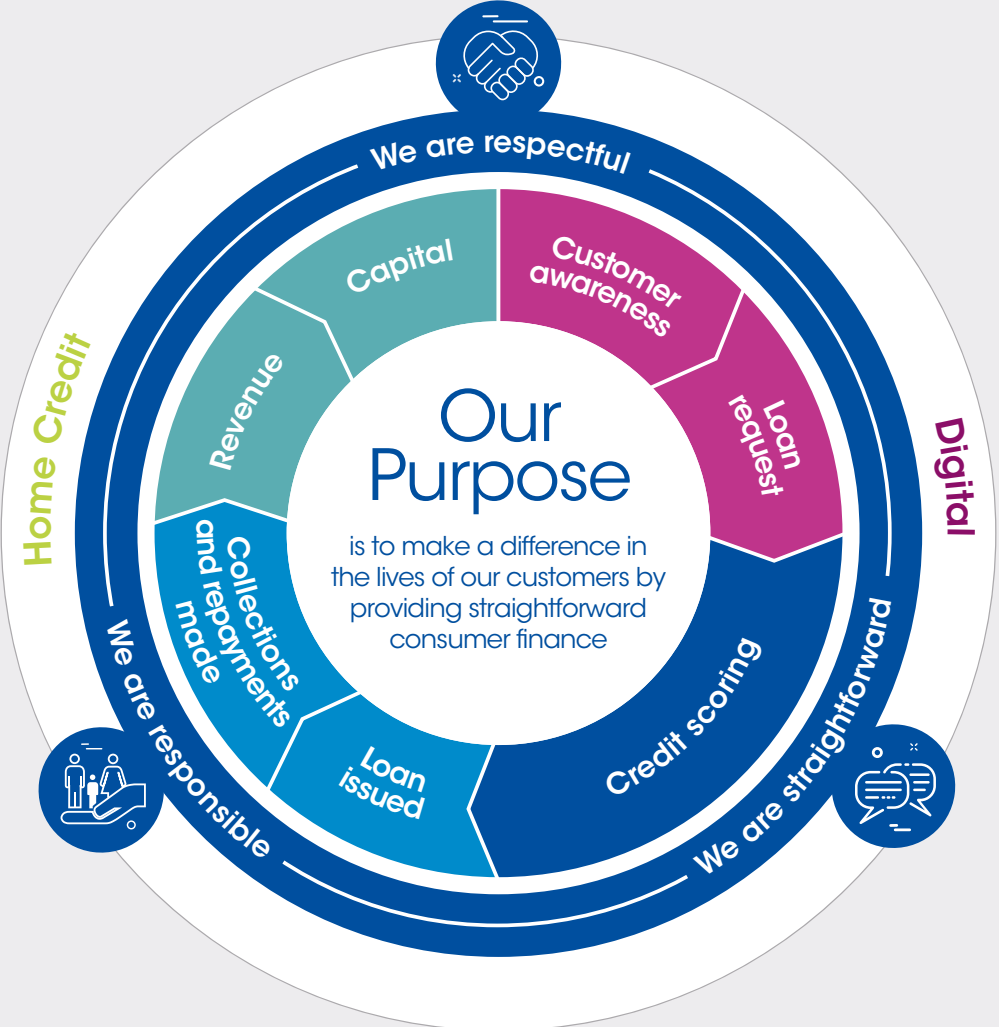 We are respectful
Capital
Customer
awareness
Revenue
Loan
request
Home Credit
Digital
Our
Purpose
is to make a difference in
the lives of our customers by
providing straightforward
consumer finance
Collections
and repayments
made
Credit scoring
Loan
issued
We are responsible
We are straightforward